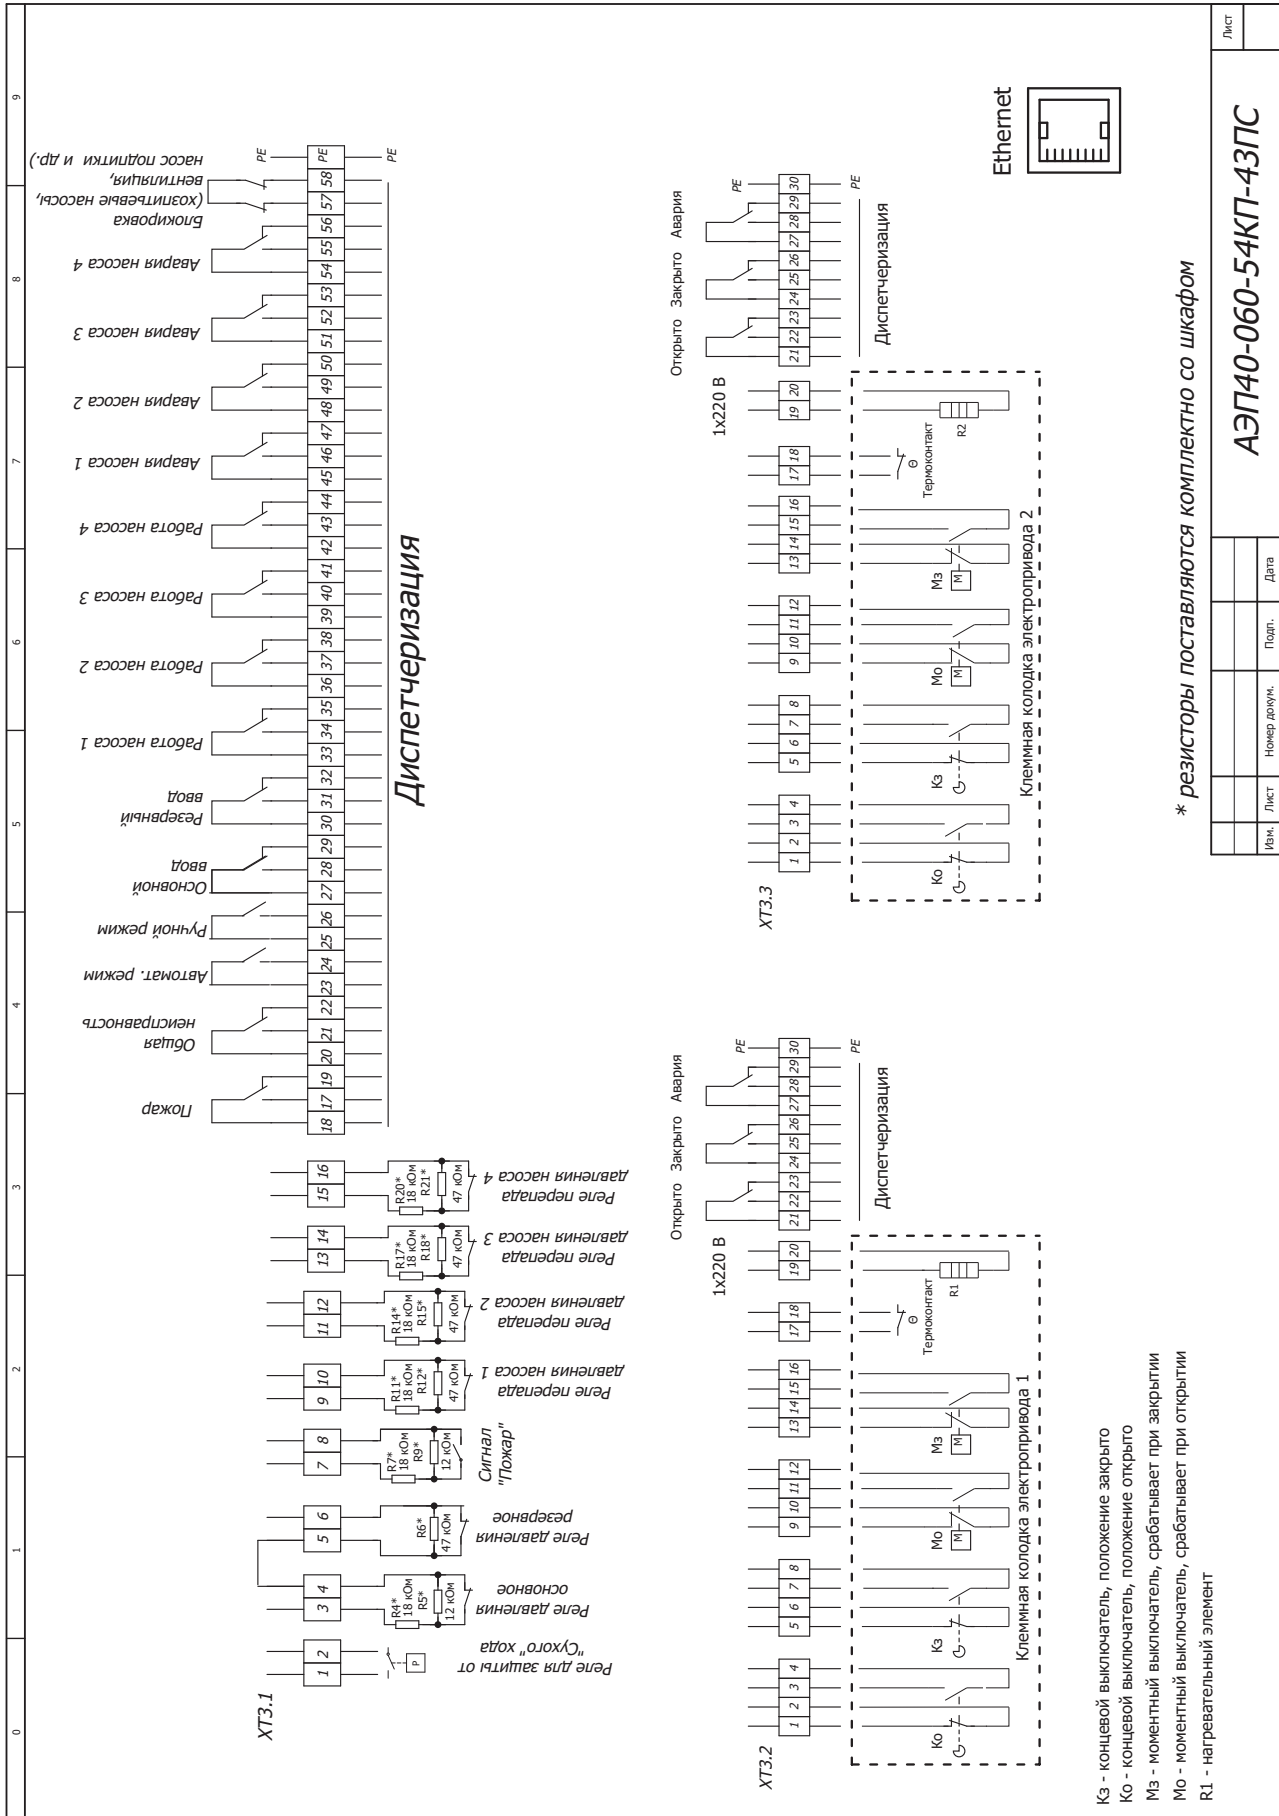 0 1 2 3 4 5 6 7 8 9
XT3.1
1 2 3 4 5 6 7 8 9 10 11 12 13 14 15 16
18 17 19 20 21 22 23 24 25 26 27 28 29 30 31 32 33 34 35 36 37 38 39 40 41 42 43 44 45 46 47 48 49 50 51 52 53 54 55 56 57 58 PE
P
Реле для защиты от
"Сухого" хода
R4*
18 кОм
R5*
12 кОм
Реле давления
основное
R6*
47 кОм
Реле давления
резервное
R7*
18 кОм
R9*
12 кОм
Сигнал
"Пожар"
R11*
18 кОм
R12*
47 кОм
Реле перепада
давления насоса 1
R14*
18 кОм
R15*
47 кОм
Реле перепада
давления насоса 2
R17*
18 кОм
R18*
47 кОм
Реле перепада
давления насоса 3
R20*
18 кОм
R21*
47 кОм
Реле перепада
давления насоса 4
Пожар
Общая
неисправность
Автомат. режим
Ручной режим
Основной
ввод
Резервный
ввод
Работа насоса 1
Работа насоса 2
Работа насоса 3
Работа насоса 4
Авария насоса 1
Авария насоса 2
Авария насоса 3
Авария насоса 4
Блокировка
(хозпитьевые насосы,
вентиляция,
насос подпитки и др.)
PE
PE
Диспетчеризация
XT3.2
1 2 3 4 5 6 7 8 9 10 11 12 13 14 15 16 17 18 19 20 21 22 23 24 25 26 27 28 29 30
1х220 В
Открыто Закрыто Авария
PE
PE
Диспетчеризация
Ко
Кз
Мо
M
Мз
M
Θ
Термоконтакт
R1
Клеммная колодка электропривода 1
XT3.3
1 2 3 4 5 6 7 8 9 10 11 12 13 14 15 16 17 18 19 20 21 22 23 24 25 26 27 28 29 30
1х220 В
Открыто Закрыто Авария
PE
PE
Диспетчеризация
Ко
Кз
Мо
M
Мз
M
Θ
Термоконтакт
R2
Клеммная колодка электропривода 2
Ethernet
Кз - концевой выключатель, положение закрыто
Ко - концевой выключатель, положение открыто
Мз - моментный выключатель, срабатывает при закрытии
Мо - моментный выключатель, срабатывает при открытии
R1 - нагревательный элемент
* резисторы поставляются комплектно со шкафом
Изм. Лист Номер докум. Подп. Дата
АЭП40-060-54КП-43ПС
Лист